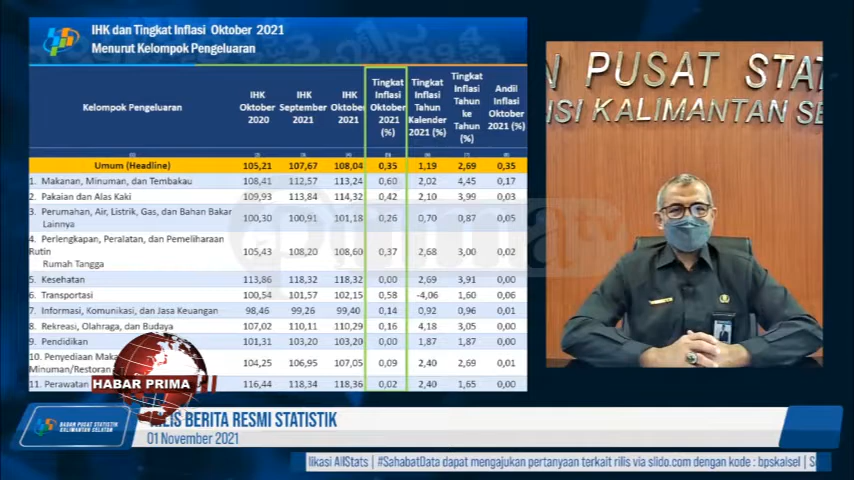 IHK dan Tingkat Inflasi Oktober 2021
Menurut Kelompok Pengeluaran
Kelompok Pengeluaran
IHK Oktober 2020
IHK September 2021
IHK Oktober 2021
Tingkat Inflasi Oktober 2021 (%)
Tingkat Inflasi Tahun Kalender 2021 (%)
Tingkat Inflasi Tahun ke Tahun (%)
Andil Inflasi Oktober 2021 (%)
Umum (Headline) 105,21 107,67 108,04 0,35 1,19 2,69 0,35
1. Makanan, Minuman, dan Tembakau 108,41 112,57 113,24 0,60 2,02 4,45 0,17
2. Pakaian dan Alas Kaki 109,93 113,84 114,32 0,42 2,10 3,99 0,03
3. Perumahan, Air, Listrik, Gas, dan Bahan Bakar
Lainnya 100,30 100,91 101,18 0,26 0,70 0,87 0,05
4. Perlengkapan, Peralatan, dan Pemeliharaan
Rutin 105,43 108,20 108,60 0,37 2,68 3,00 0,02
Rumah Tangga
5. Kesehatan 113,86 118,32 118,32 0,00 2,69 3,91 0,00
6. Transportasi 100,54 101,57 102,15 0,58 -4,06 1,60 0,06
7. Informasi, Komunikasi, dan Jasa Keuangan 98,46 99,26 99,40 0,14 0,92 0,96 0,01
8. Rekreasi, Olahraga, dan Budaya 107,02 110,11 110,29 0,16 4,18 3,05 0,00
9. Pendidikan 101,31 103,20 103,20 0,00 1,87 1,87 0,00
10. Penyediaan Maka
Minuman/Restoran 104,25 106,95 107,05 0,09 2,40 2,69 0,01
11. Perawatan 116,44 118,34 118,36 0,02 2,40 1,65 0,00
N PUSAT STAT
NSI KALIMANTAN SE
Prima tv
HABAR PRIMA
BADAN PUSAT STATISTIK
KALIMANTAN SELATAN
RILIS BERITA RESMI STATISTIK
01 November 2021
likasi AllStats | #SahabatData dapat mengajukan pertanyaan terkait rilis via slido.com dengan kode : bpskalsel | S